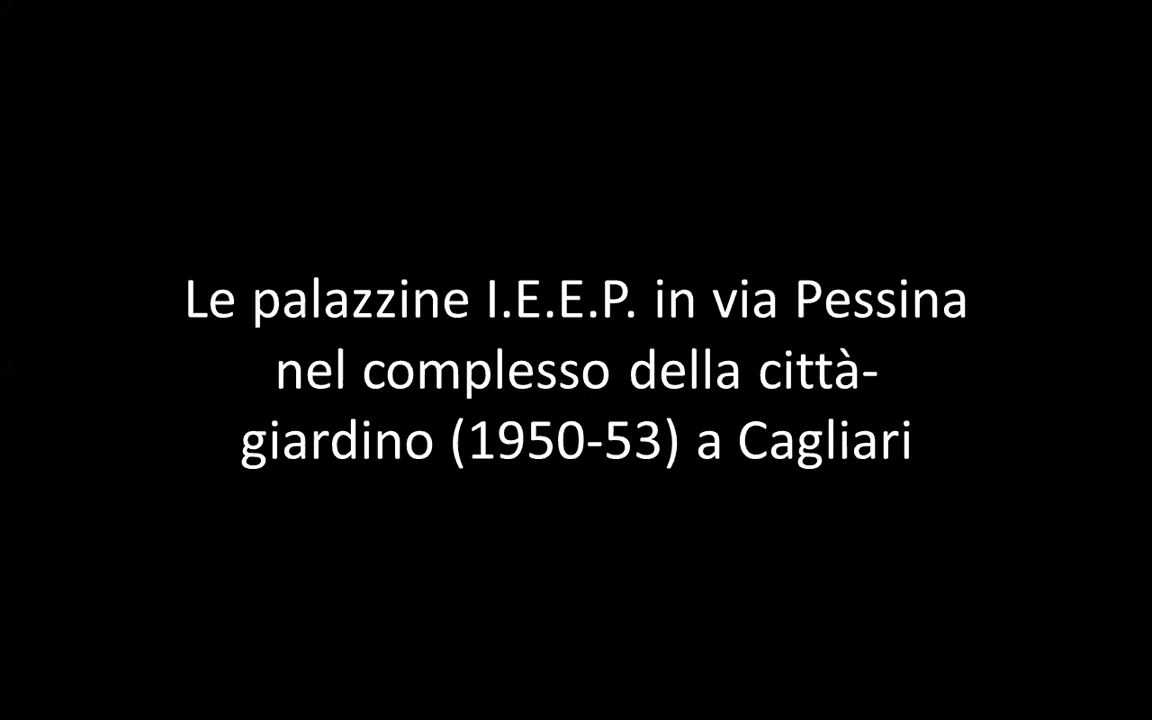 Le palazzine I.E.E.P. in via Pessina
nel complesso della città-
giardino (1950-53) a Cagliari